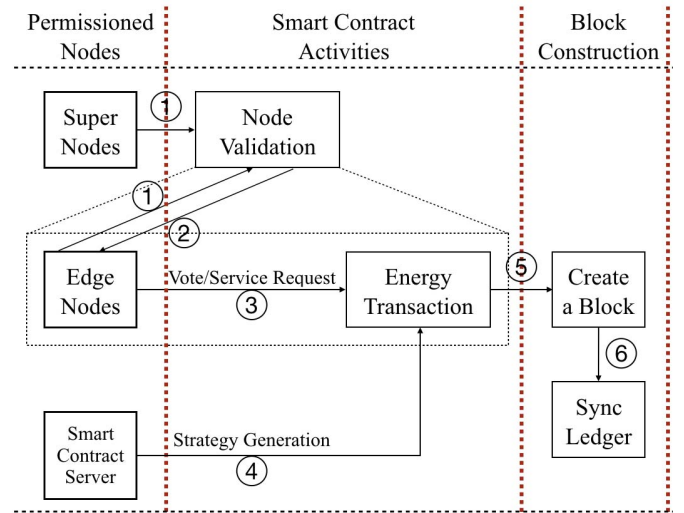 Permissioned
Nodes
Smart Contract
Activities
Block
Construction
Super
Nodes
①
Node
Validation
①
②
Edge
Nodes
Vote/Service Request
③
Energy
Transaction
⑤
Create
a Block
⑥
Sync
Ledger
Smart
Contract
Server
Strategy Generation
④